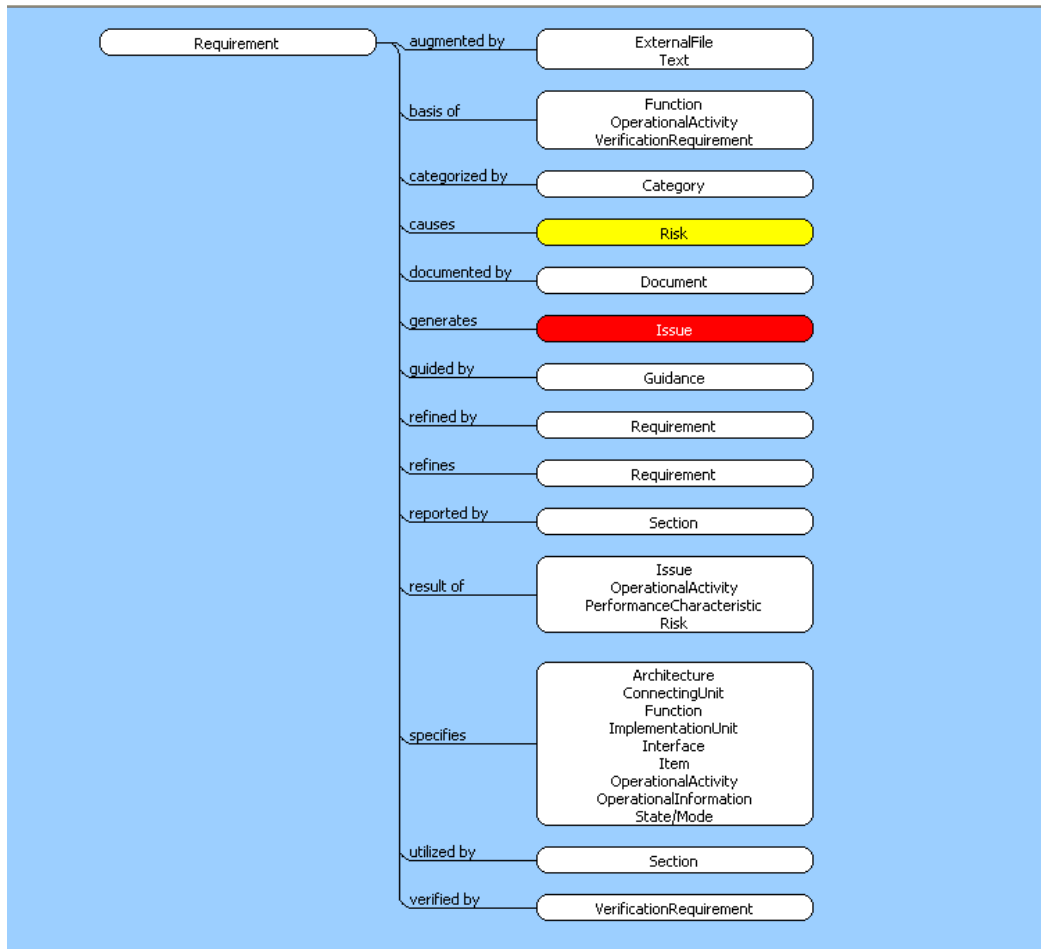 Requirement
augmented by
ExternalFile
Text
basis of
Function
OperationalActivity
VerificationRequirement
categorized by
Category
causes
Risk
documented by
Document
generates
Issue
guided by
Guidance
refined by
Requirement
refines
Requirement
reported by
Section
result of
Issue
OperationalActivity
PerformanceCharacteristic
Risk
specifies
Architecture
ConnectingUnit
Function
ImplementationUnit
Interface
Item
OperationalActivity
OperationalInformation
State/Mode
utilized by
Section
verified by
VerificationRequirement